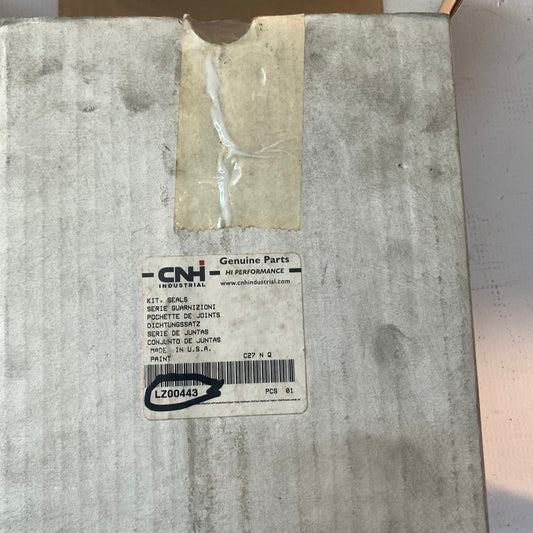 CNH
INDUSTRIAL
Genuine Parts
HI PERFORMANCE
www.cnhindustrial.com
KIT, SEALS
SERIE GUARNIZIONI
POCHETTE DE JOINTS
DICHTUNGSSATZ
SERIE DE JUNTAS
CONJUNTO DE JUNTAS
MADE IN U.S.A.
PAINT C27 N Q
LZ00443 PCS 01